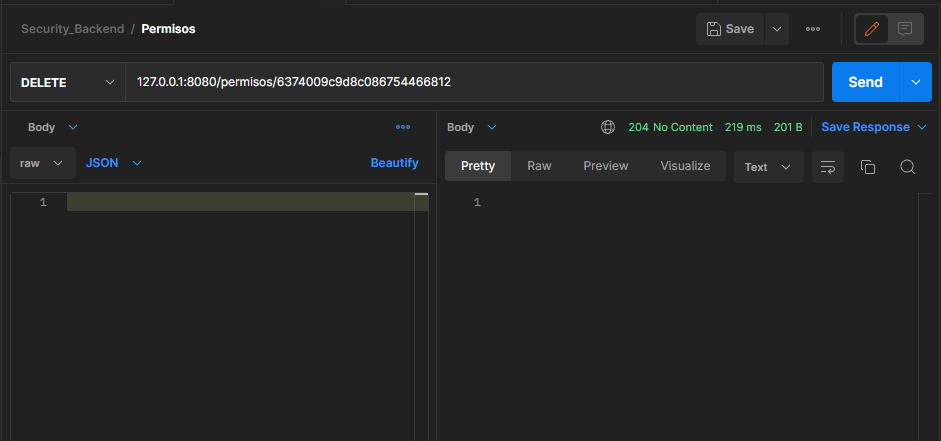 Security_Backend / Permisos
Save
DELETE
127.0.0.1:8080/permisos/6374009c9d8c086754466812
Send
Body
Body
204 No Content 219 ms 201 B Save Response
raw JSON Beautify
Pretty Raw Preview Visualize Text
1
1